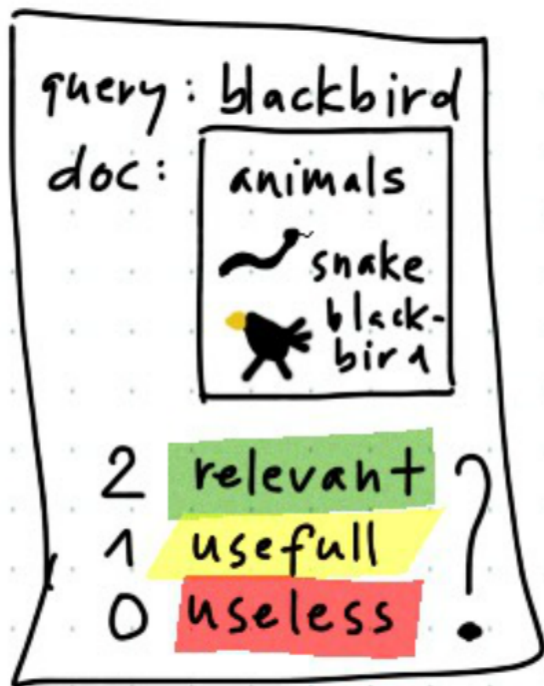 query: blackbird
doc:
animals
snake
black-
bird
2 relevant
1 usefull
0 useless
?